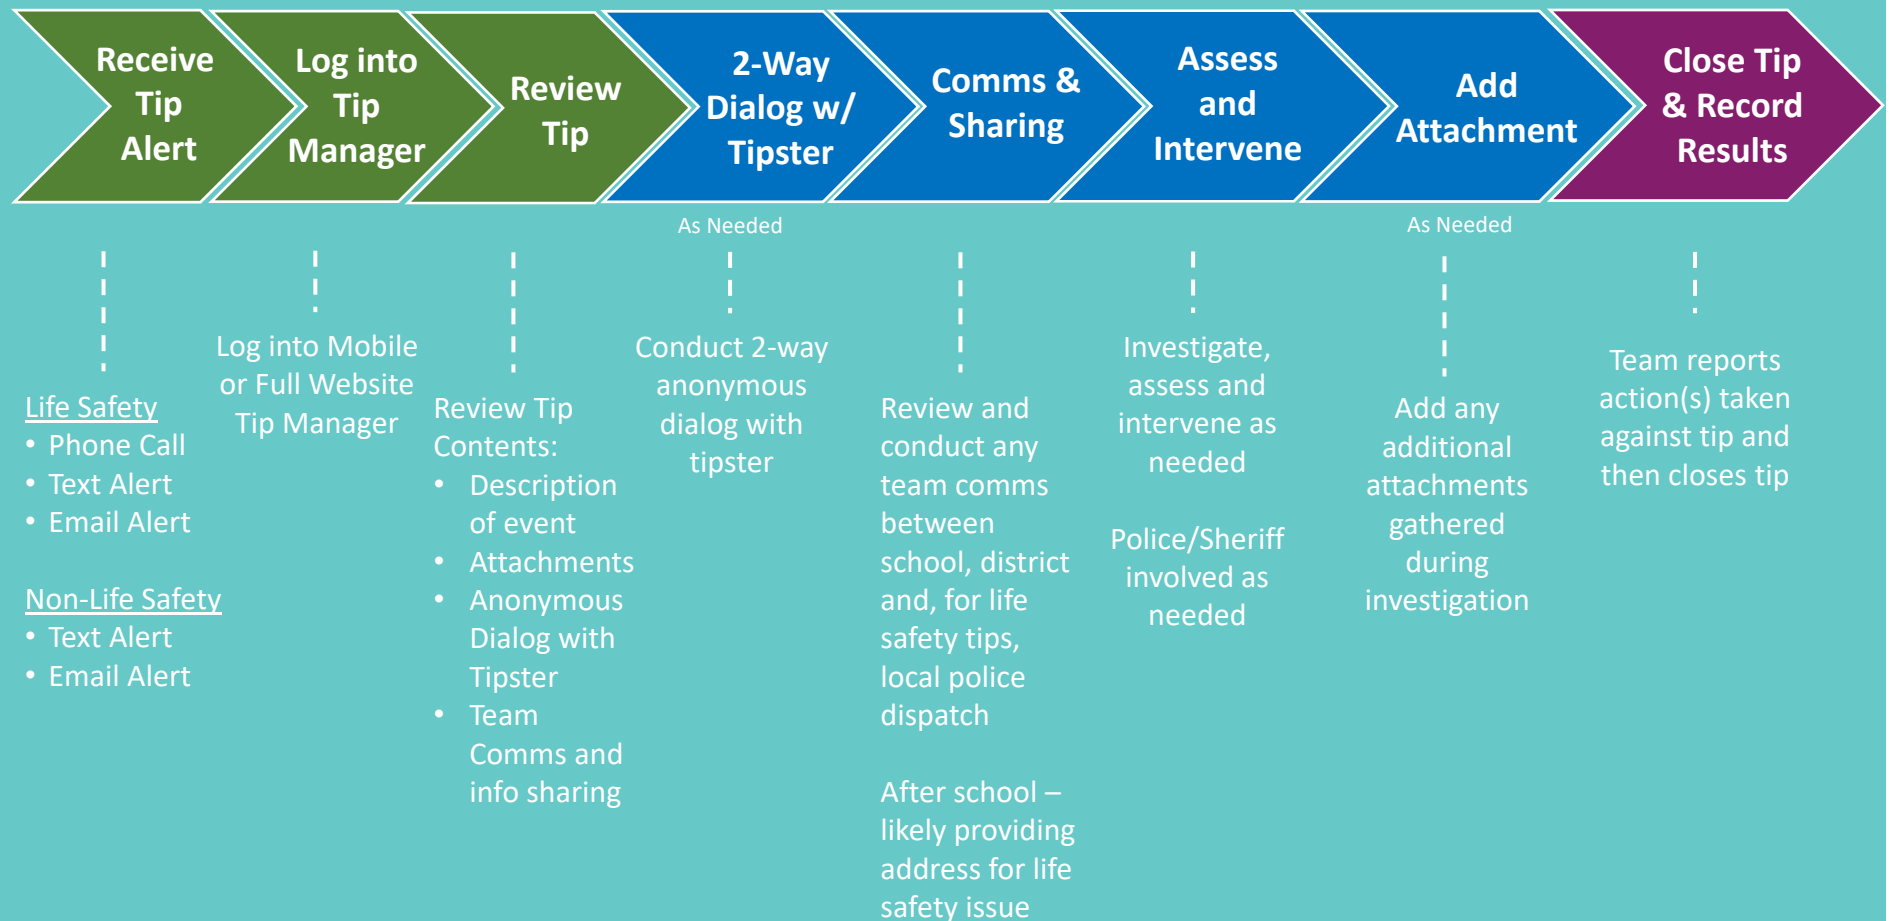 Receive
Tip
Alert
Log into
Tip
Manager
Review
Tip
2-Way
Dialog w/
Tipster
Comms &
Sharing
Assess
and
Intervene
Add
Attachment
Close Tip
& Record
Results
As Needed
As Needed
Life Safety
• Phone Call
• Text Alert
• Email Alert
Non-Life Safety
• Text Alert
• Email Alert
Log into Mobile
or Full Website
Tip Manager
Review Tip
Contents:
• Description
of event
• Attachments
• Anonymous
Dialog with
Tipster
• Team
Comms and
info sharing
Conduct 2-way
anonymous
dialog with
tipster
Review and
conduct any
team comms
between
school, district
and, for life
safety tips,
local police
dispatch
After school –
likely providing
address for life
safety issue
Investigate,
assess and
intervene as
needed
Police/Sheriff
involved as
needed
Add any
additional
attachments
gathered
during
investigation
Team reports
action(s) taken
against tip and
then closes tip